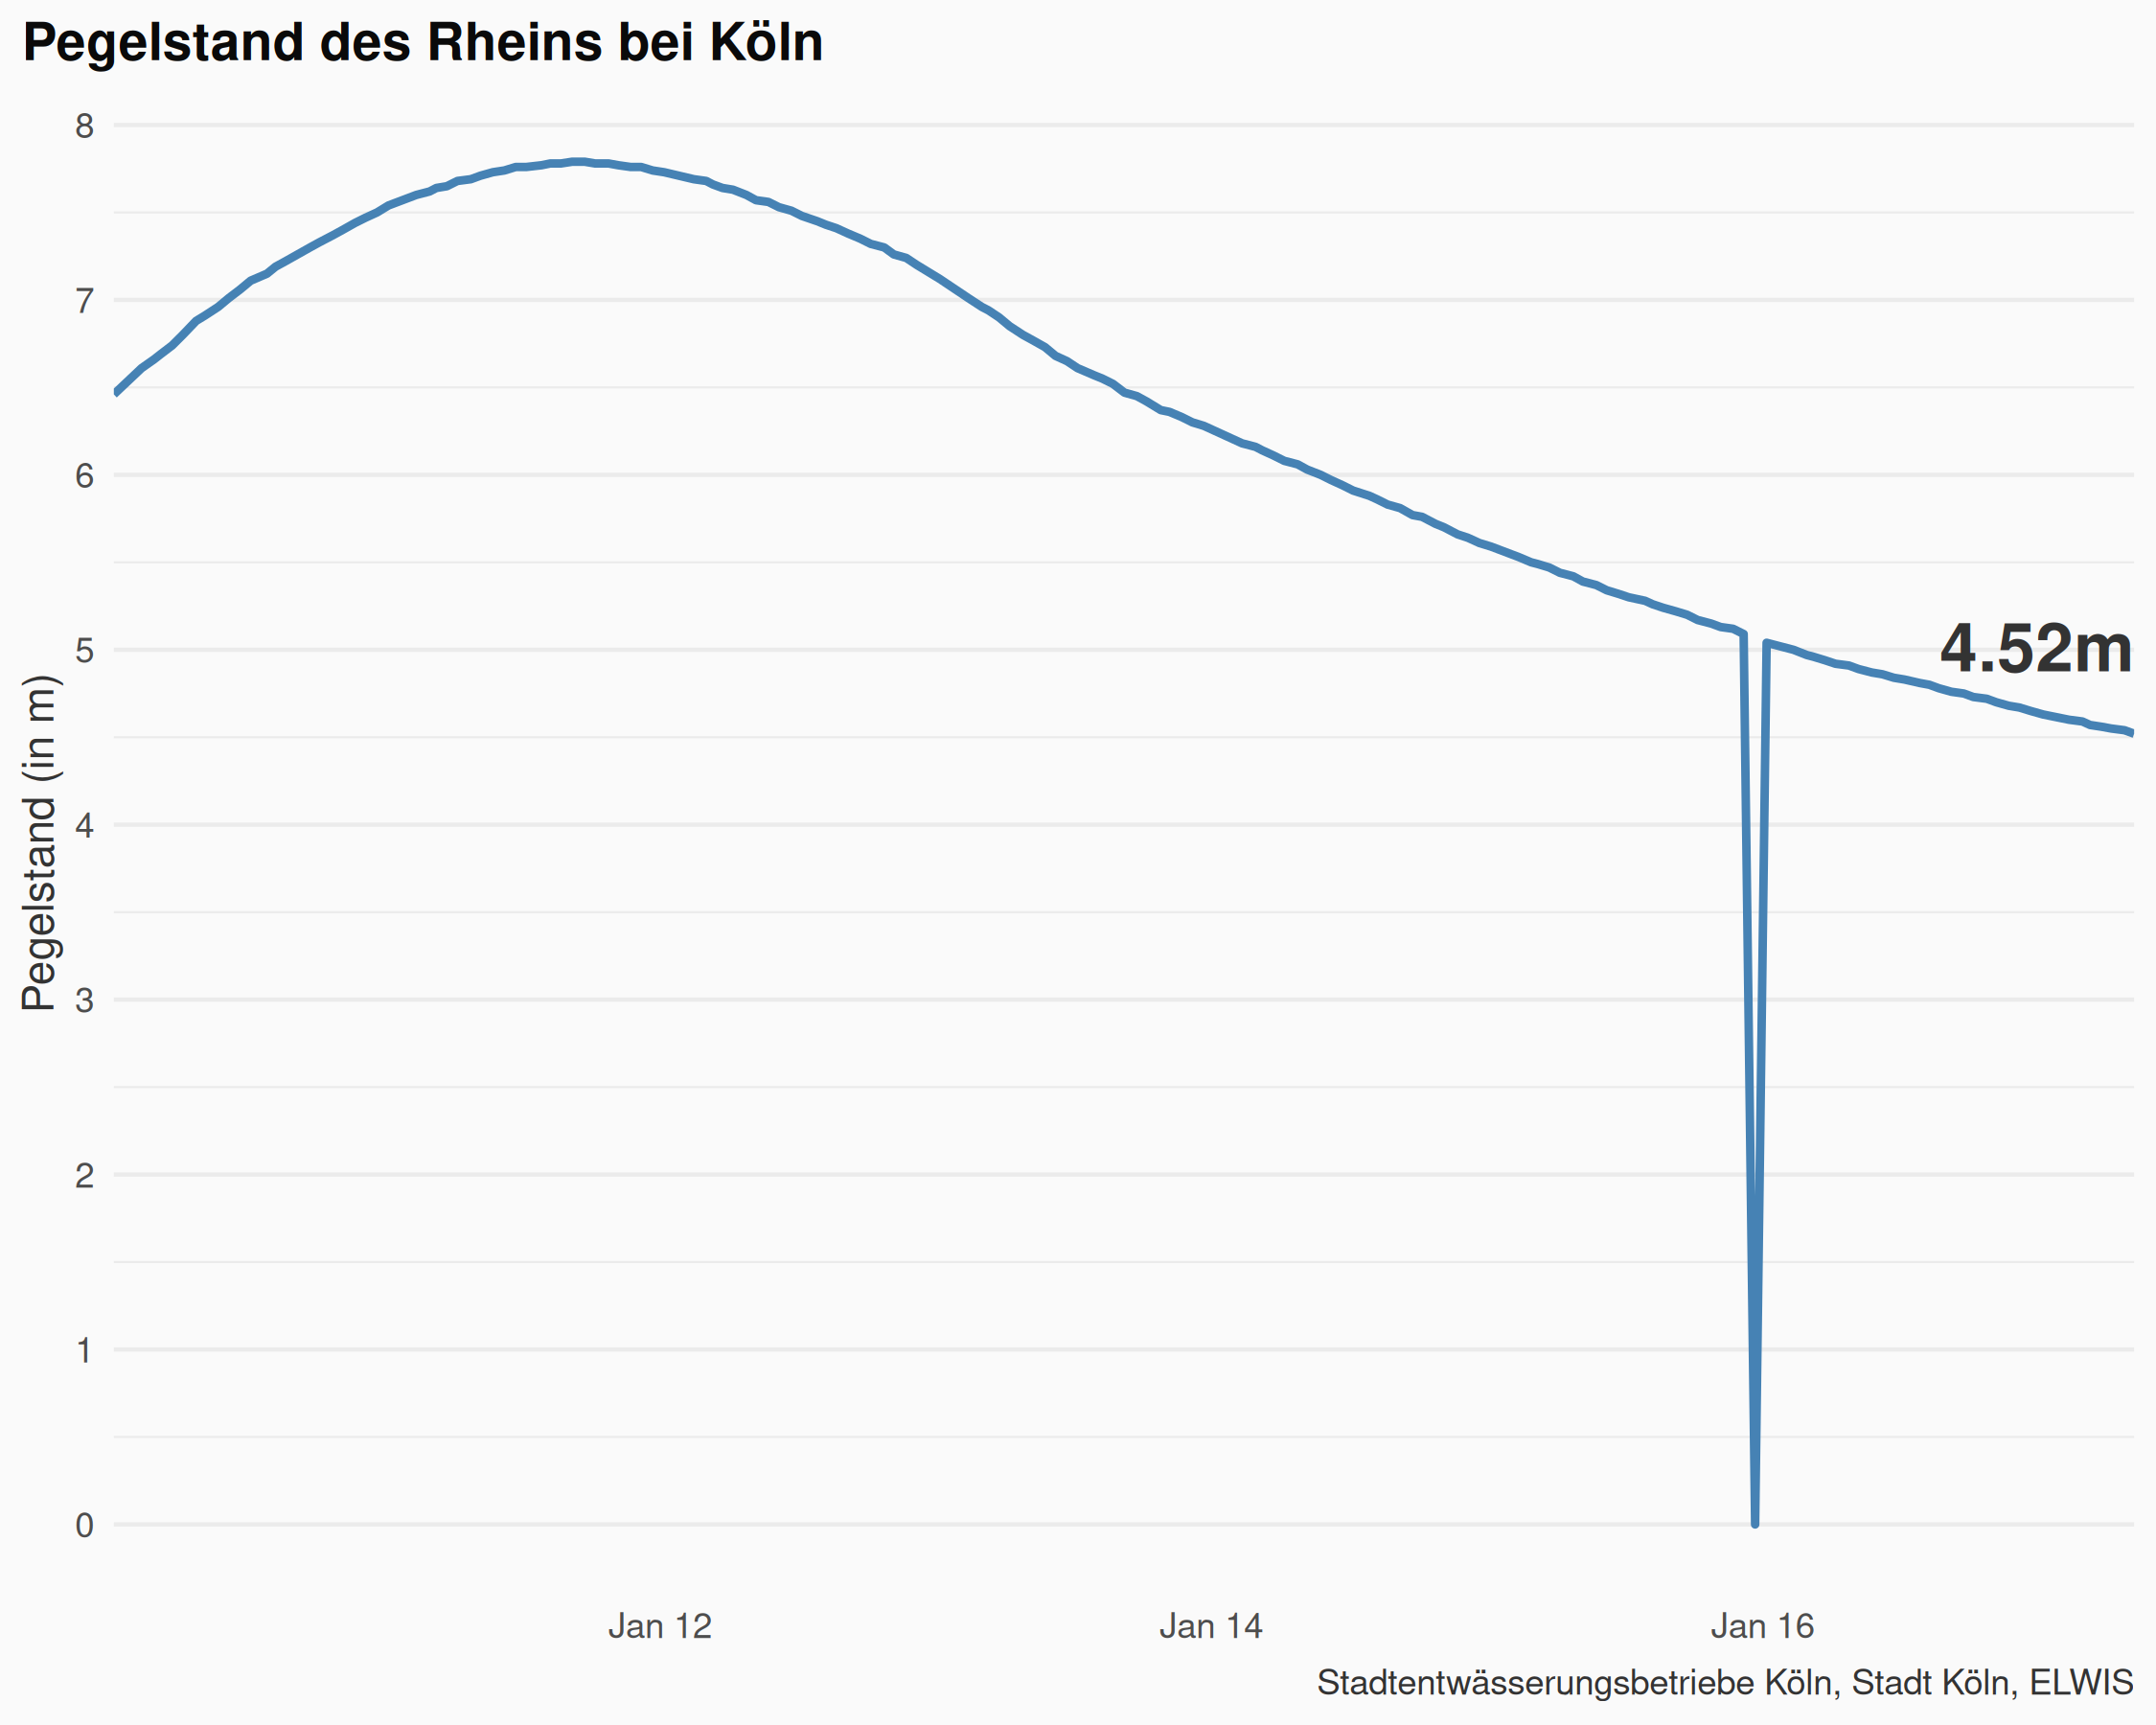 Pegelstand des Rheins bei Köln
8
7
6
5
4
3
2
1
0
Pegelstand (in m)
4.52m
Jan 12
Jan 14
Jan 16
Stadtentwässerungsbetriebe Köln, Stadt Köln, ELWIS